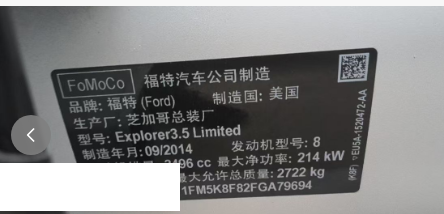 FoMoCo 福特汽车公司制造
品牌: 福特 (Ford) 制造国: 美国
生产厂: 芝加哥总装厂
型号: Explorer3.5 Limited
制造年月: 09/2014 发动机型号: 8
3496 cc 最大净功率: 214 kW
最大允许总质量: 2722 kg
1FM5K8F82FGA79694
(K8F) EU5A-1520472-AA